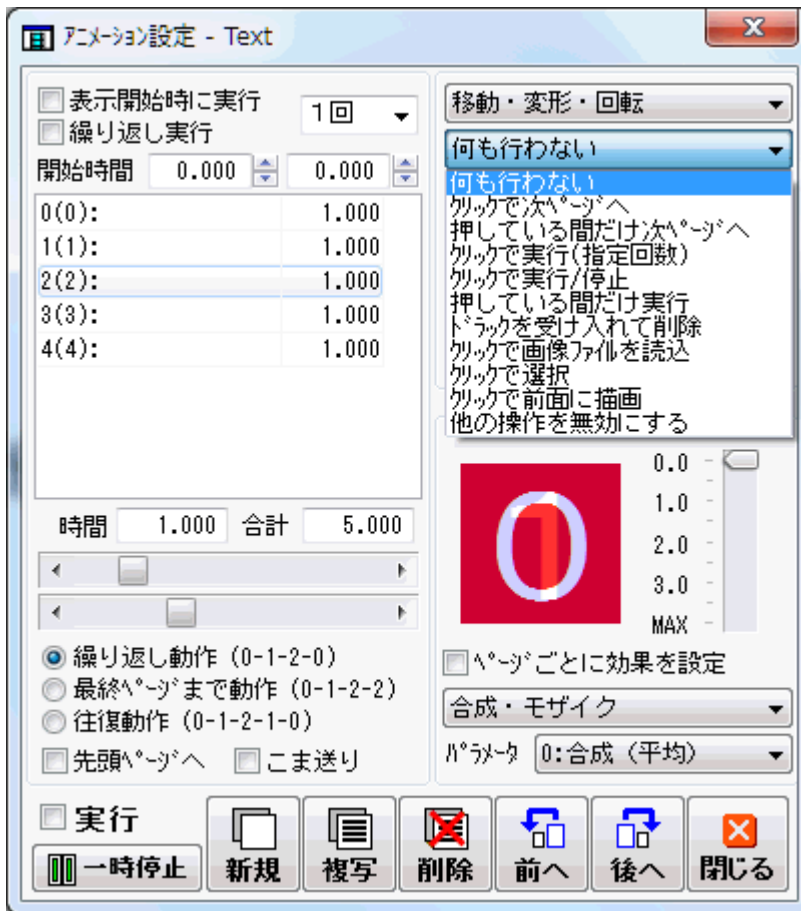 ｱﾆﾒｰｼｮﾝ設定 - Text
表示開始時に実行
1回
繰り返し実行
開始時間 0.000 0.000
0(0): 1.000
1(1): 1.000
2(2): 1.000
3(3): 1.000
4(4): 1.000
時間 1.000 合計 5.000
繰り返し動作 (0-1-2-0)
最終ﾍﾟｰｼﾞまで動作 (0-1-2-2)
往復動作 (0-1-2-1-0)
先頭ﾍﾟｰｼﾞへ こま送り
移動・変形・回転
何も行わない
何も行わない
ｸﾘｯｸで次ﾍﾟｰｼﾞへ
押している間だけ次ﾍﾟｰｼﾞへ
ｸﾘｯｸで実行(指定回数)
ｸﾘｯｸで実行/停止
押している間だけ実行
ﾄﾞﾗｯｸを受け入れて削除
ｸﾘｯｸで画像ﾌｧｲﾙを読込
ｸﾘｯｸで選択
ｸﾘｯｸで前面に描画
他の操作を無効にする
0.0
1.0
2.0
3.0
MAX
ﾍﾟｰｼﾞごとに効果を設定
合成・モザイク
ﾊﾟﾗﾒｰﾀ 0:合成 (平均)
実行
一時停止
新規 複写 削除 前へ 後へ 閉じる